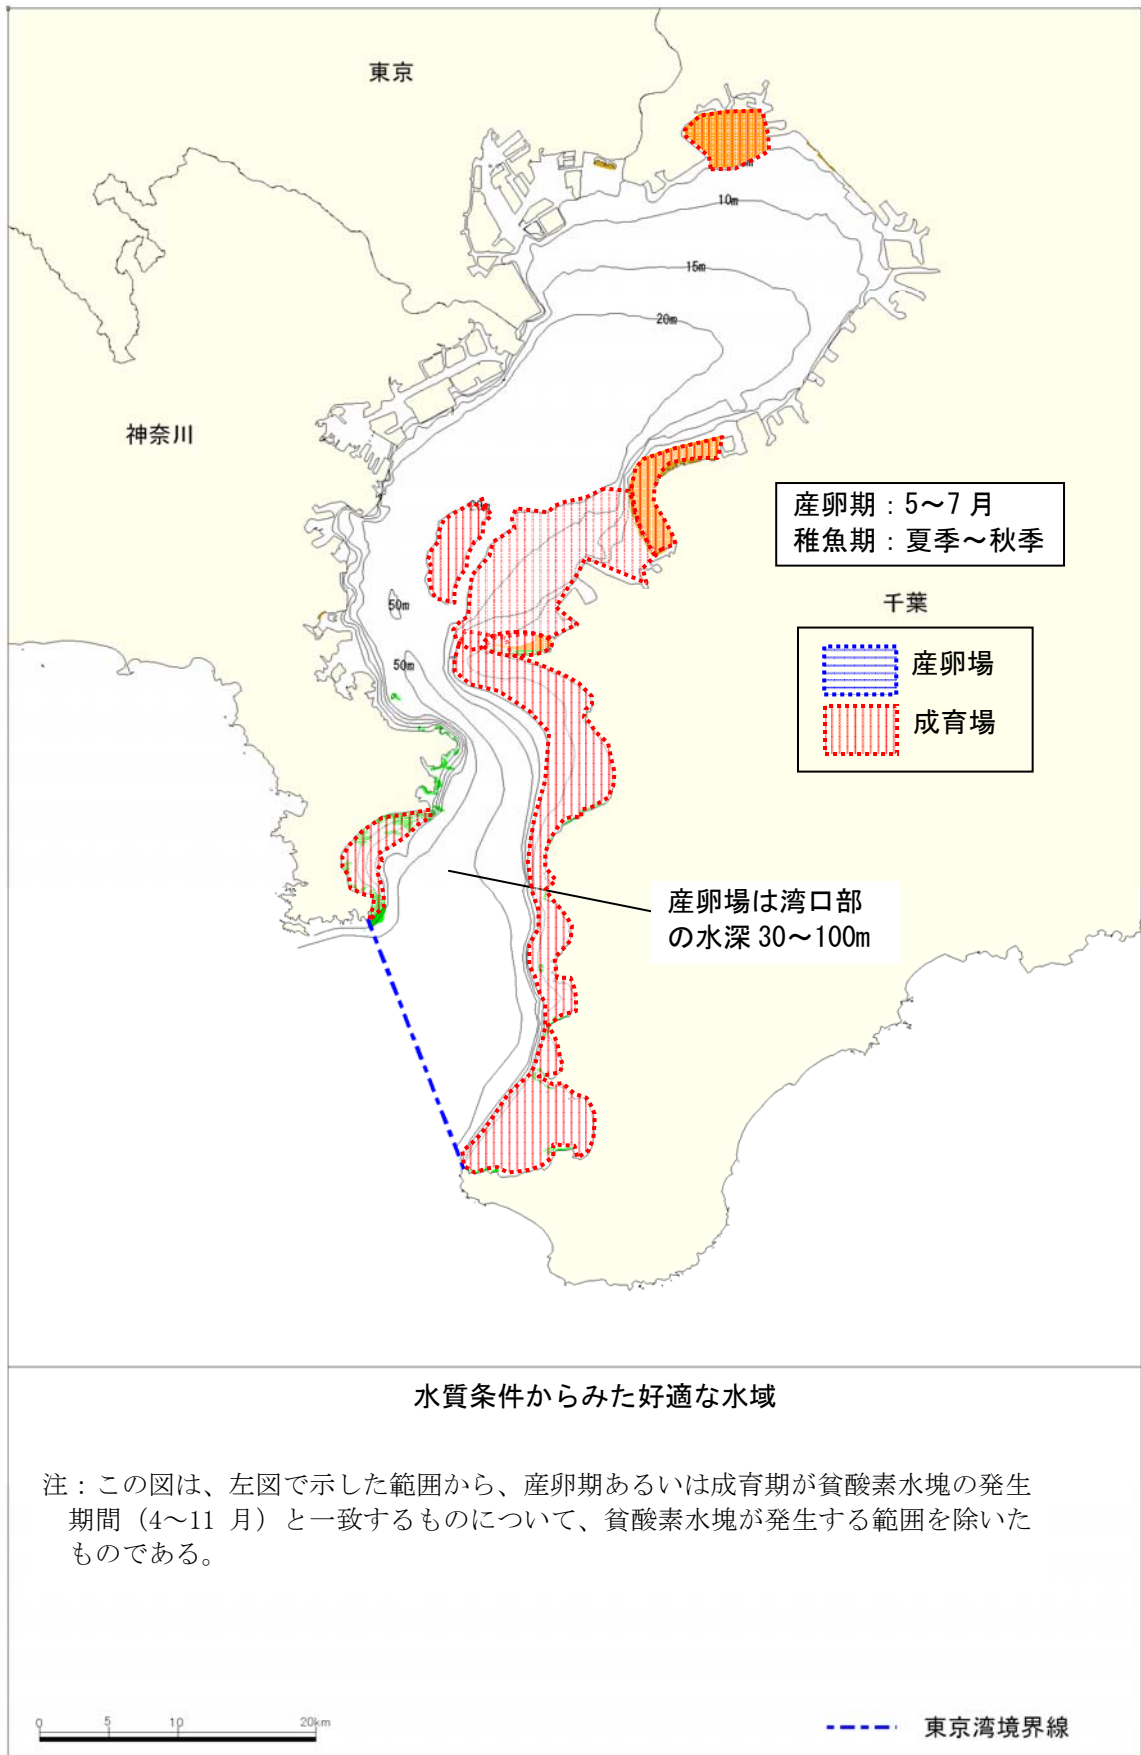 東京
10m
15m
20m
神奈川
産卵期：5～7 月
稚魚期：夏季～秋季
千葉
50m
50m
産卵場
成育場
産卵場は湾口部
の水深 30～100m
水質条件からみた好適な水域
注：この図は、左図で示した範囲から、産卵期あるいは成育期が貧酸素水塊の発生
期間（4～11 月）と一致するものについて、貧酸素水塊が発生する範囲を除いた
ものである。
0 5 10 20km
東京湾境界線